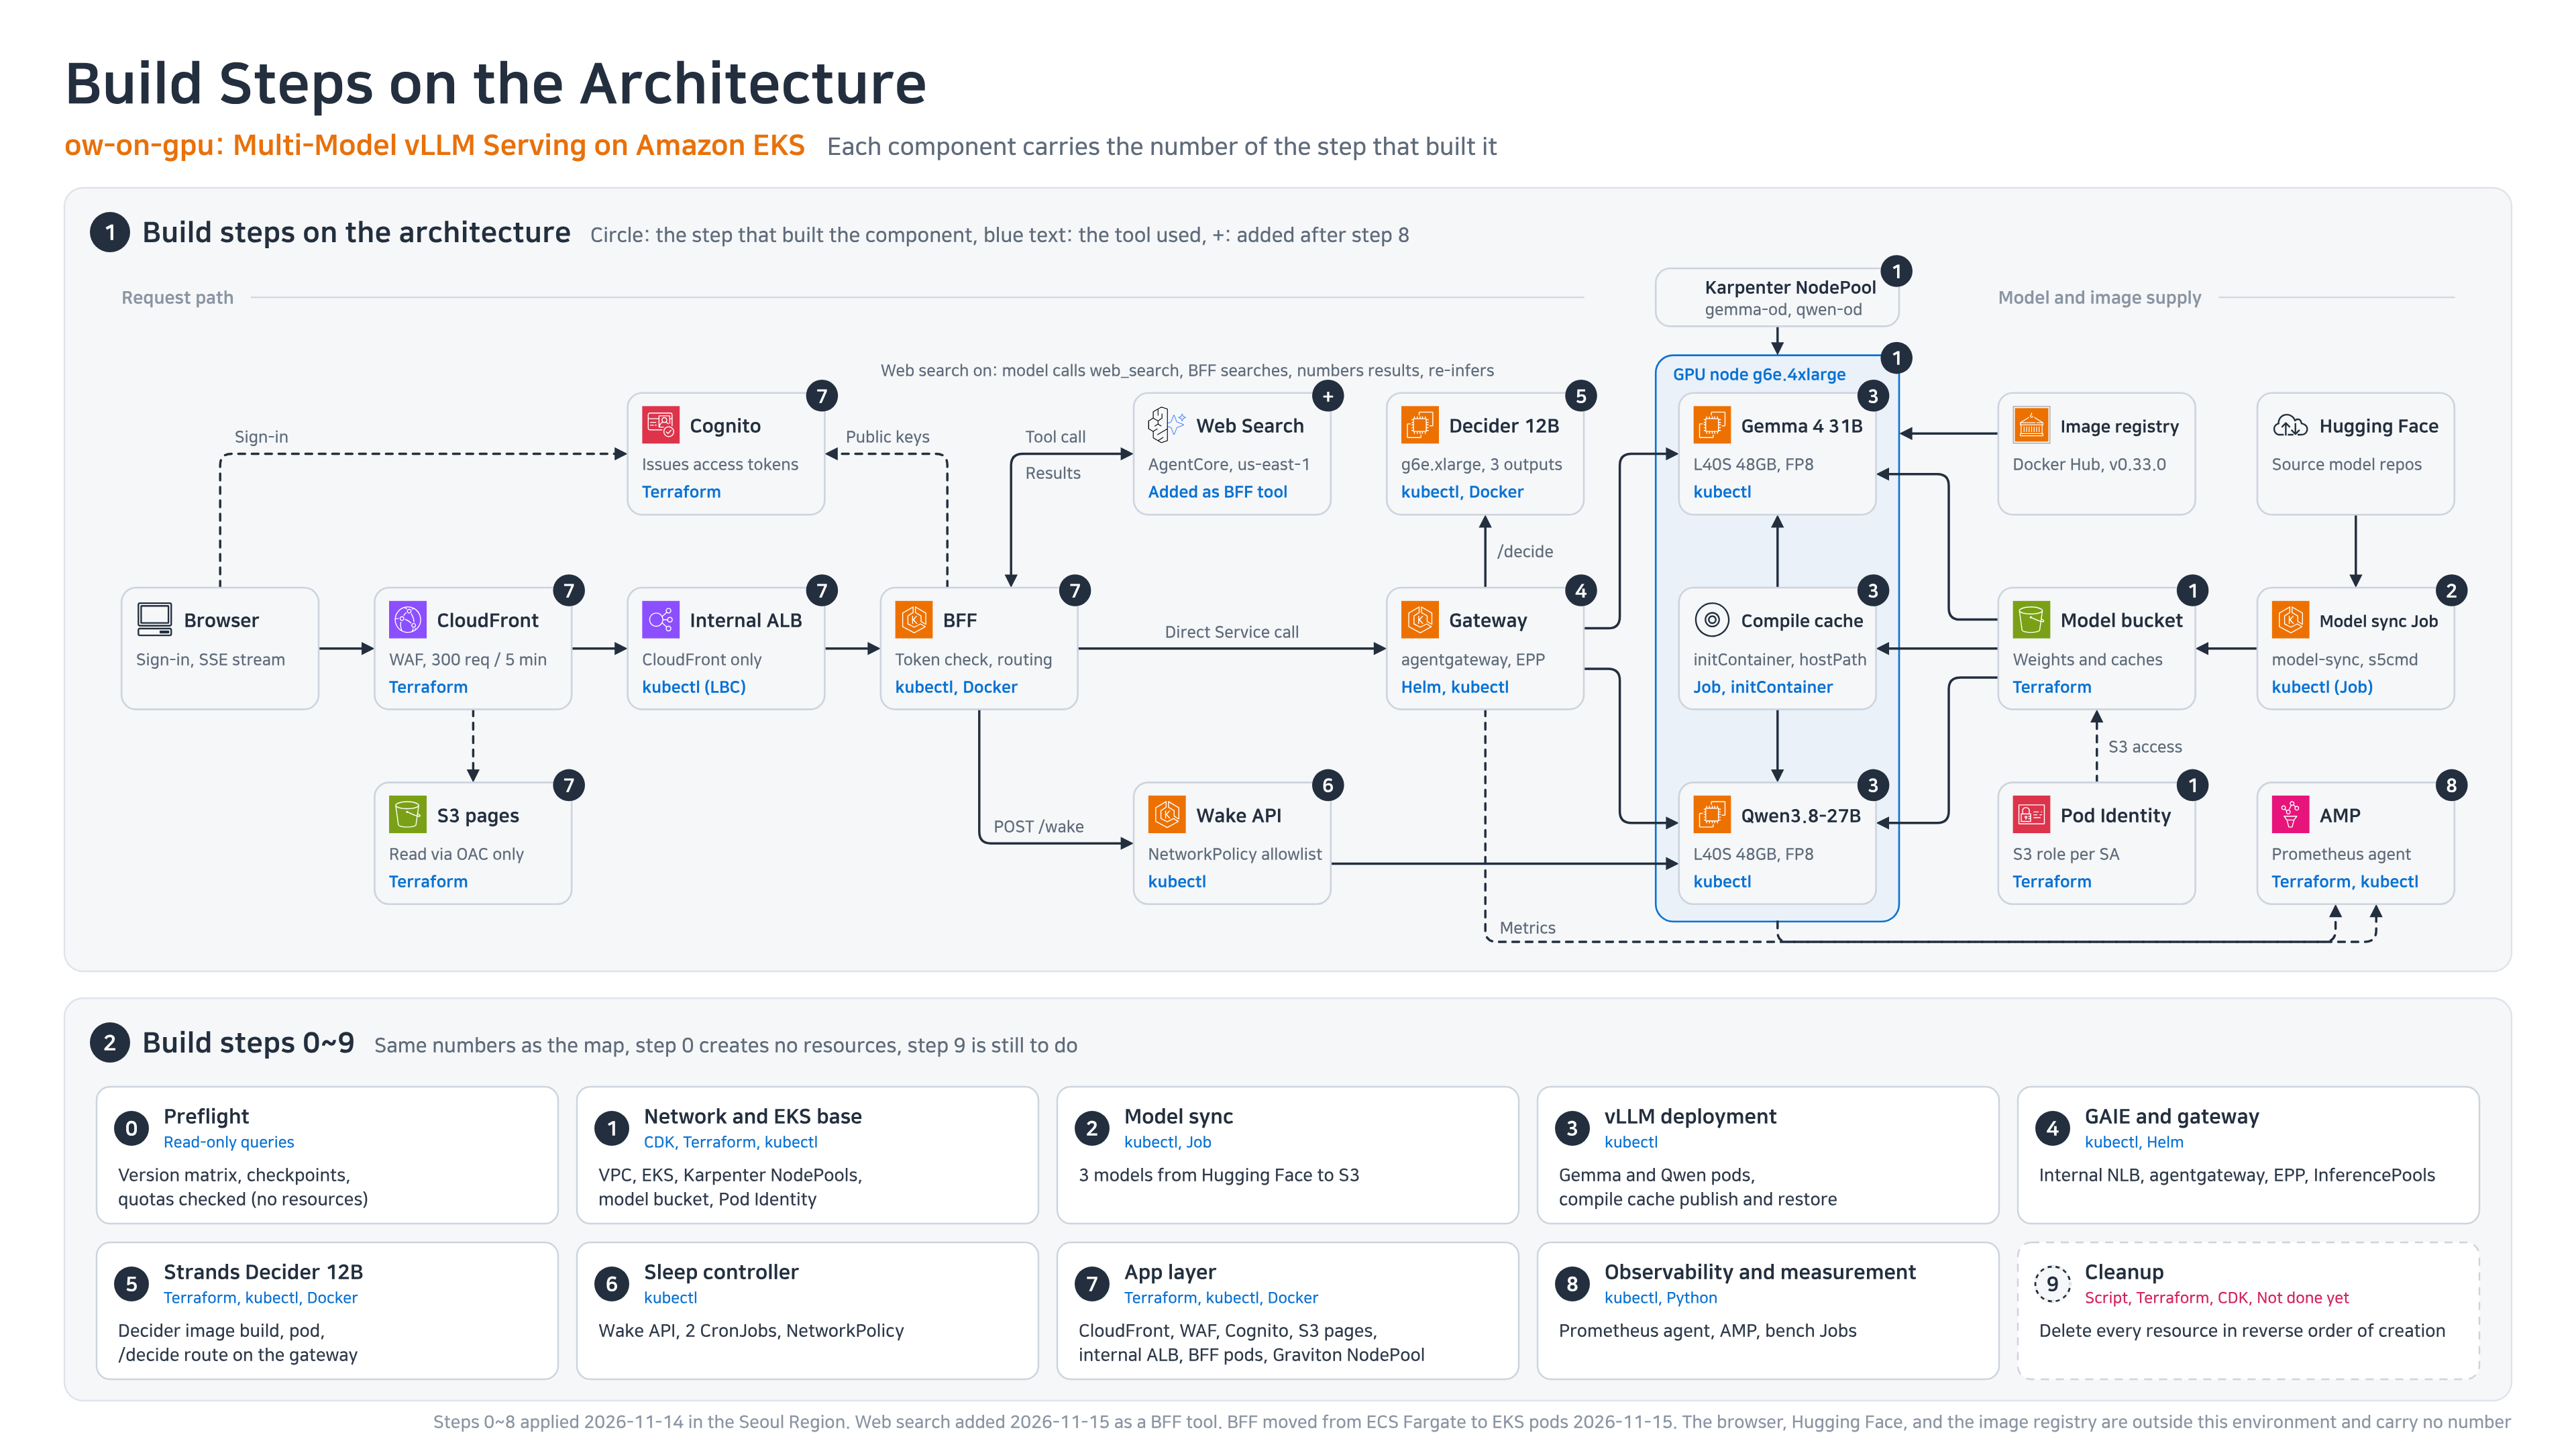 Build Steps on the Architecture
ow-on-gpu: Multi-Model vLLM Serving on Amazon EKS Each component carries the number of the step that built it
1 Build steps on the architecture Circle: the step that built the component, blue text: the tool used, +: added after step 8
Request path
Karpenter NodePool
gemma-od, qwen-od
1
Model and image supply
Web search on: model calls web_search, BFF searches, numbers results, re-infers
GPU node g6e.4xlarge
1
Sign-in
Cognito
7
Issues access tokens
Terraform
Public keys
Tool call
Results
Web Search
+
AgentCore, us-east-1
Added as BFF tool
Decider 12B
5
g6e.xlarge, 3 outputs
kubectl, Docker
Gemma 4 31B
3
L40S 48GB, FP8
kubectl
Image registry
Docker Hub, v0.33.0
Hugging Face
Source model repos
/decide
Browser
Sign-in, SSE stream
CloudFront
7
WAF, 300 req / 5 min
Terraform
Internal ALB
7
CloudFront only
kubectl (LBC)
BFF
7
Token check, routing
kubectl, Docker
Direct Service call
Gateway
4
agentgateway, EPP
Helm, kubectl
Compile cache
3
initContainer, hostPath
Job, initContainer
Model bucket
1
Weights and caches
Terraform
Model sync Job
2
model-sync, s5cmd
kubectl (Job)
S3 access
S3 pages
7
Read via OAC only
Terraform
POST /wake
Wake API
6
NetworkPolicy allowlist
kubectl
Qwen3.8-27B
3
L40S 48GB, FP8
kubectl
Pod Identity
1
S3 role per SA
Terraform
AMP
8
Prometheus agent
Terraform, kubectl
Metrics
2 Build steps 0~9 Same numbers as the map, step 0 creates no resources, step 9 is still to do
0 Preflight
Read-only queries
Version matrix, checkpoints,
quotas checked (no resources)
1 Network and EKS base
CDK, Terraform, kubectl
VPC, EKS, Karpenter NodePools,
model bucket, Pod Identity
2 Model sync
kubectl, Job
3 models from Hugging Face to S3
3 vLLM deployment
kubectl
Gemma and Qwen pods,
compile cache publish and restore
4 GAIE and gateway
kubectl, Helm
Internal NLB, agentgateway, EPP, InferencePools
5 Strands Decider 12B
Terraform, kubectl, Docker
Decider image build, pod,
/decide route on the gateway
6 Sleep controller
kubectl
Wake API, 2 CronJobs, NetworkPolicy
7 App layer
Terraform, kubectl, Docker
CloudFront, WAF, Cognito, S3 pages,
internal ALB, BFF pods, Graviton NodePool
8 Observability and measurement
kubectl, Python
Prometheus agent, AMP, bench Jobs
9 Cleanup
Script, Terraform, CDK, Not done yet
Delete every resource in reverse order of creation
Steps 0~8 applied 2026-11-14 in the Seoul Region. Web search added 2026-11-15 as a BFF tool. BFF moved from ECS Fargate to EKS pods 2026-11-15. The browser, Hugging Face, and the image registry are outside this environment and carry no number